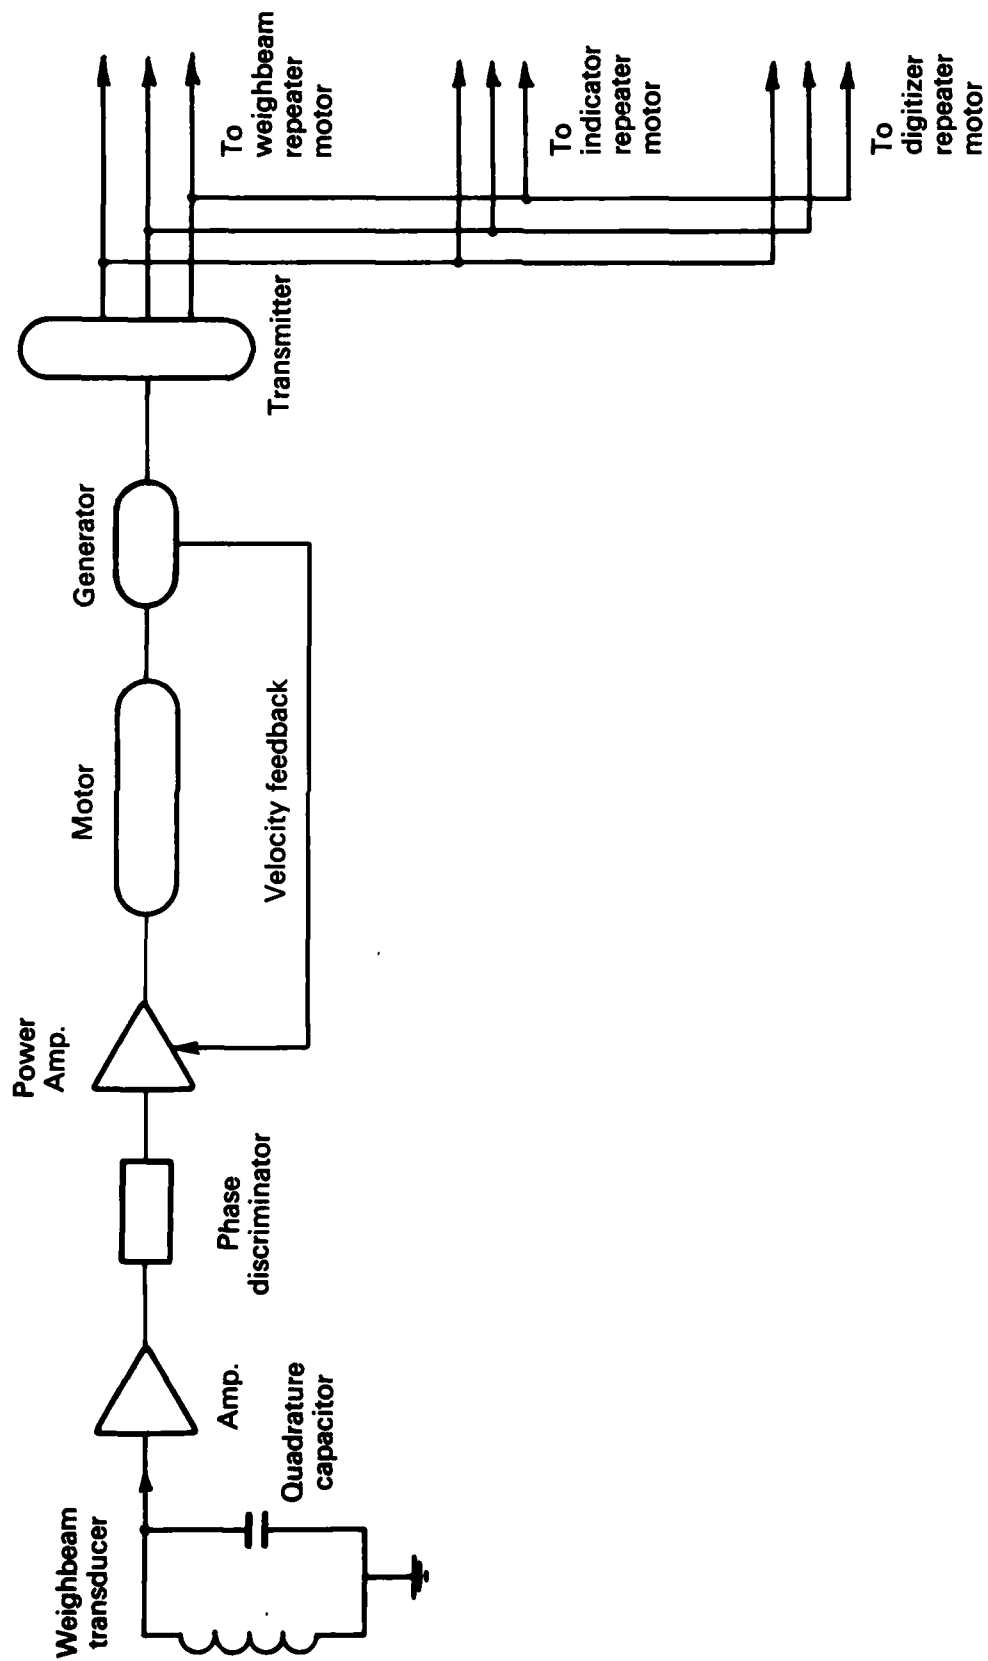 Weighbeam
transducer
Quadrature
capacitor
Amp.
Phase
discriminator
Power
Amp.
Velocity feedback
Motor
Generator
Transmitter
To
weighbeam
repeater
motor
To
indicator
repeater
motor
To
digitizer
repeater
motor